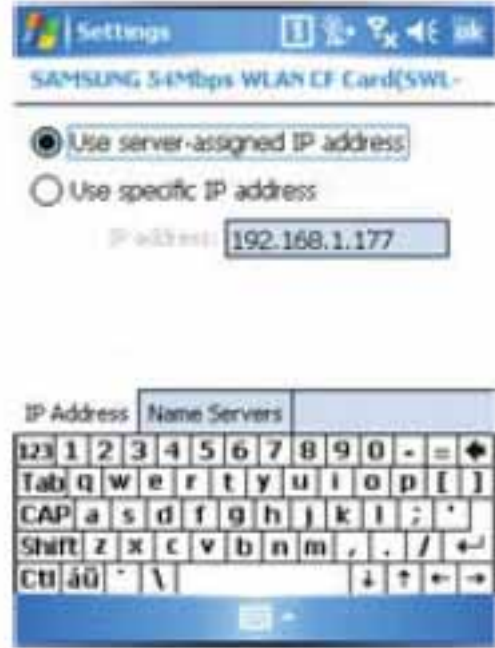 Settings ok
SAMSUNG 54Mbps WLAN CF Card(SWL-
Use server-assigned IP address
Use specific IP address
IP address: 192.168.1.177
IP Address Name Servers
123 1 2 3 4 5 6 7 8 9 0 - =
Tab q w e r t y u i o p [ ]
CAP a s d f g h j k l ; '
Shift z x c v b n m , . /
Ctl áü ` \